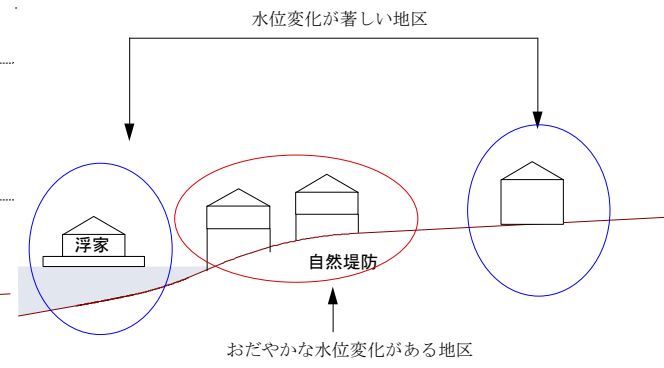 水位変化が著しい地区
浮家
自然堤防
おだやかな水位変化がある地区